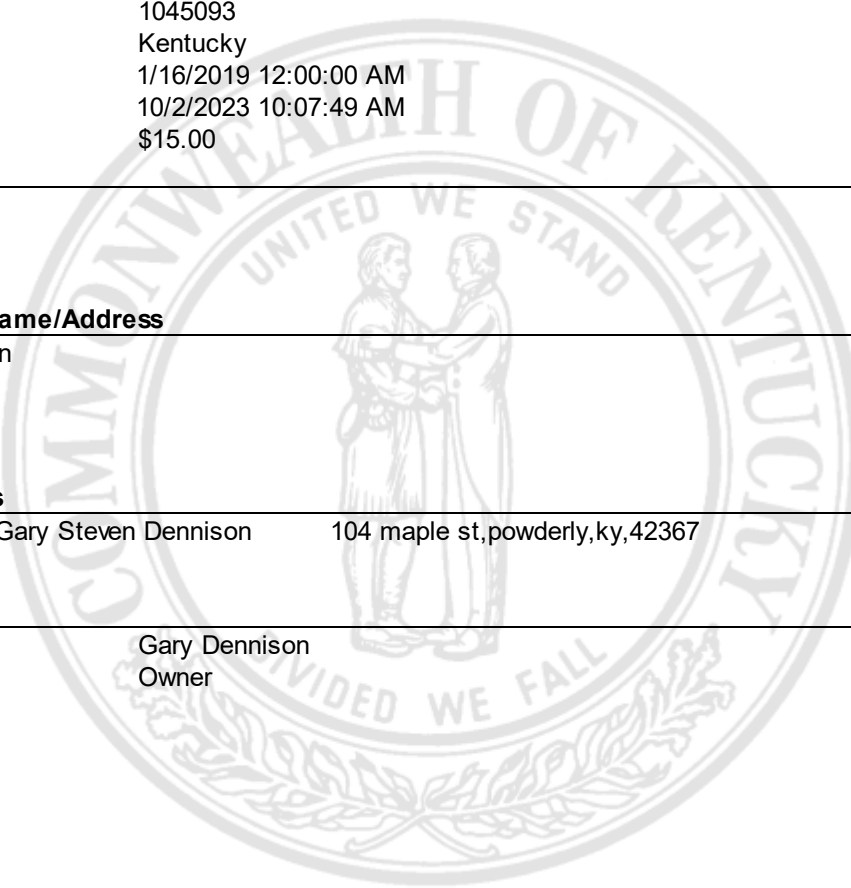 1045093
Kentucky
1/16/2019 12:00:00 AM
10/2/2023 10:07:49 AM
$15.00
COMMONWEALTH OF KENTUCKY
UNITED WE STAND
ame/Address
n
s
Gary Steven Dennison 104 maple st,powderly,ky,42367
Gary Dennison
Owner
DIVIDED WE FALL